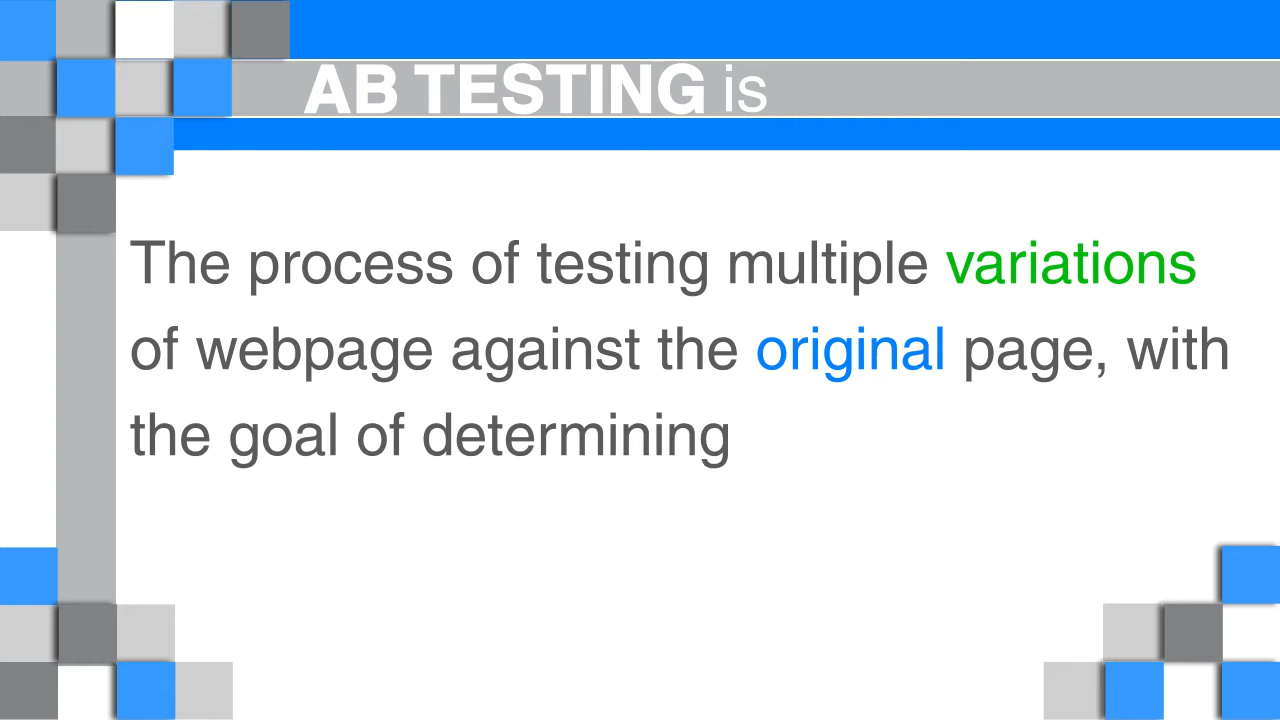 AB TESTING is
The process of testing multiple variations
of webpage against the original page, with
the goal of determining